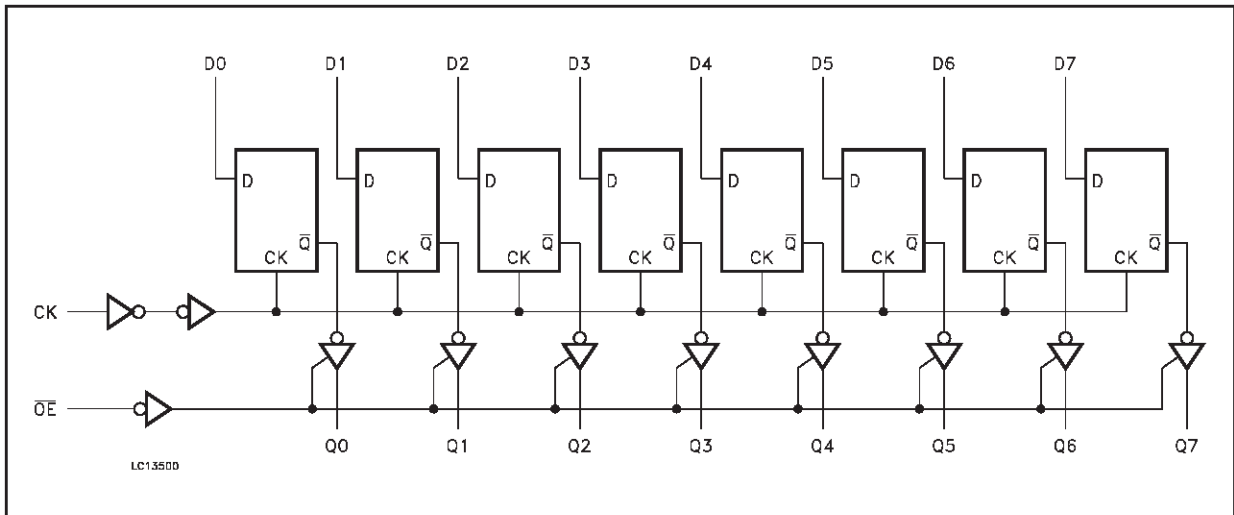 D0 D1 D2 D3 D4 D5 D6 D7
D D D D D D D D
Q̅ Q̅ Q̅ Q̅ Q̅ Q̅ Q̅ Q̅
CK CK CK CK CK CK CK CK
CK
O̅E̅
Q0 Q1 Q2 Q3 Q4 Q5 Q6 Q7
LC13500